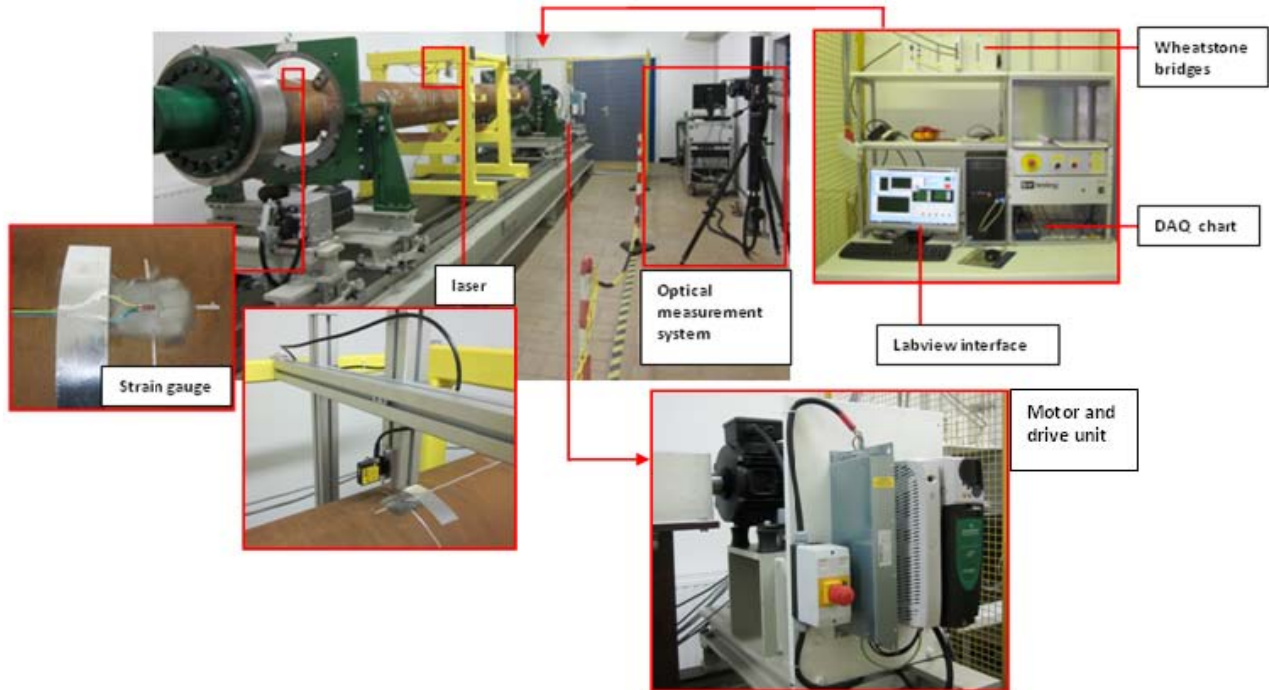 Wheatstone
bridges
DAQ chart
Labview interface
laser
Optical
measurement
system
Strain gauge
Motor and
drive unit